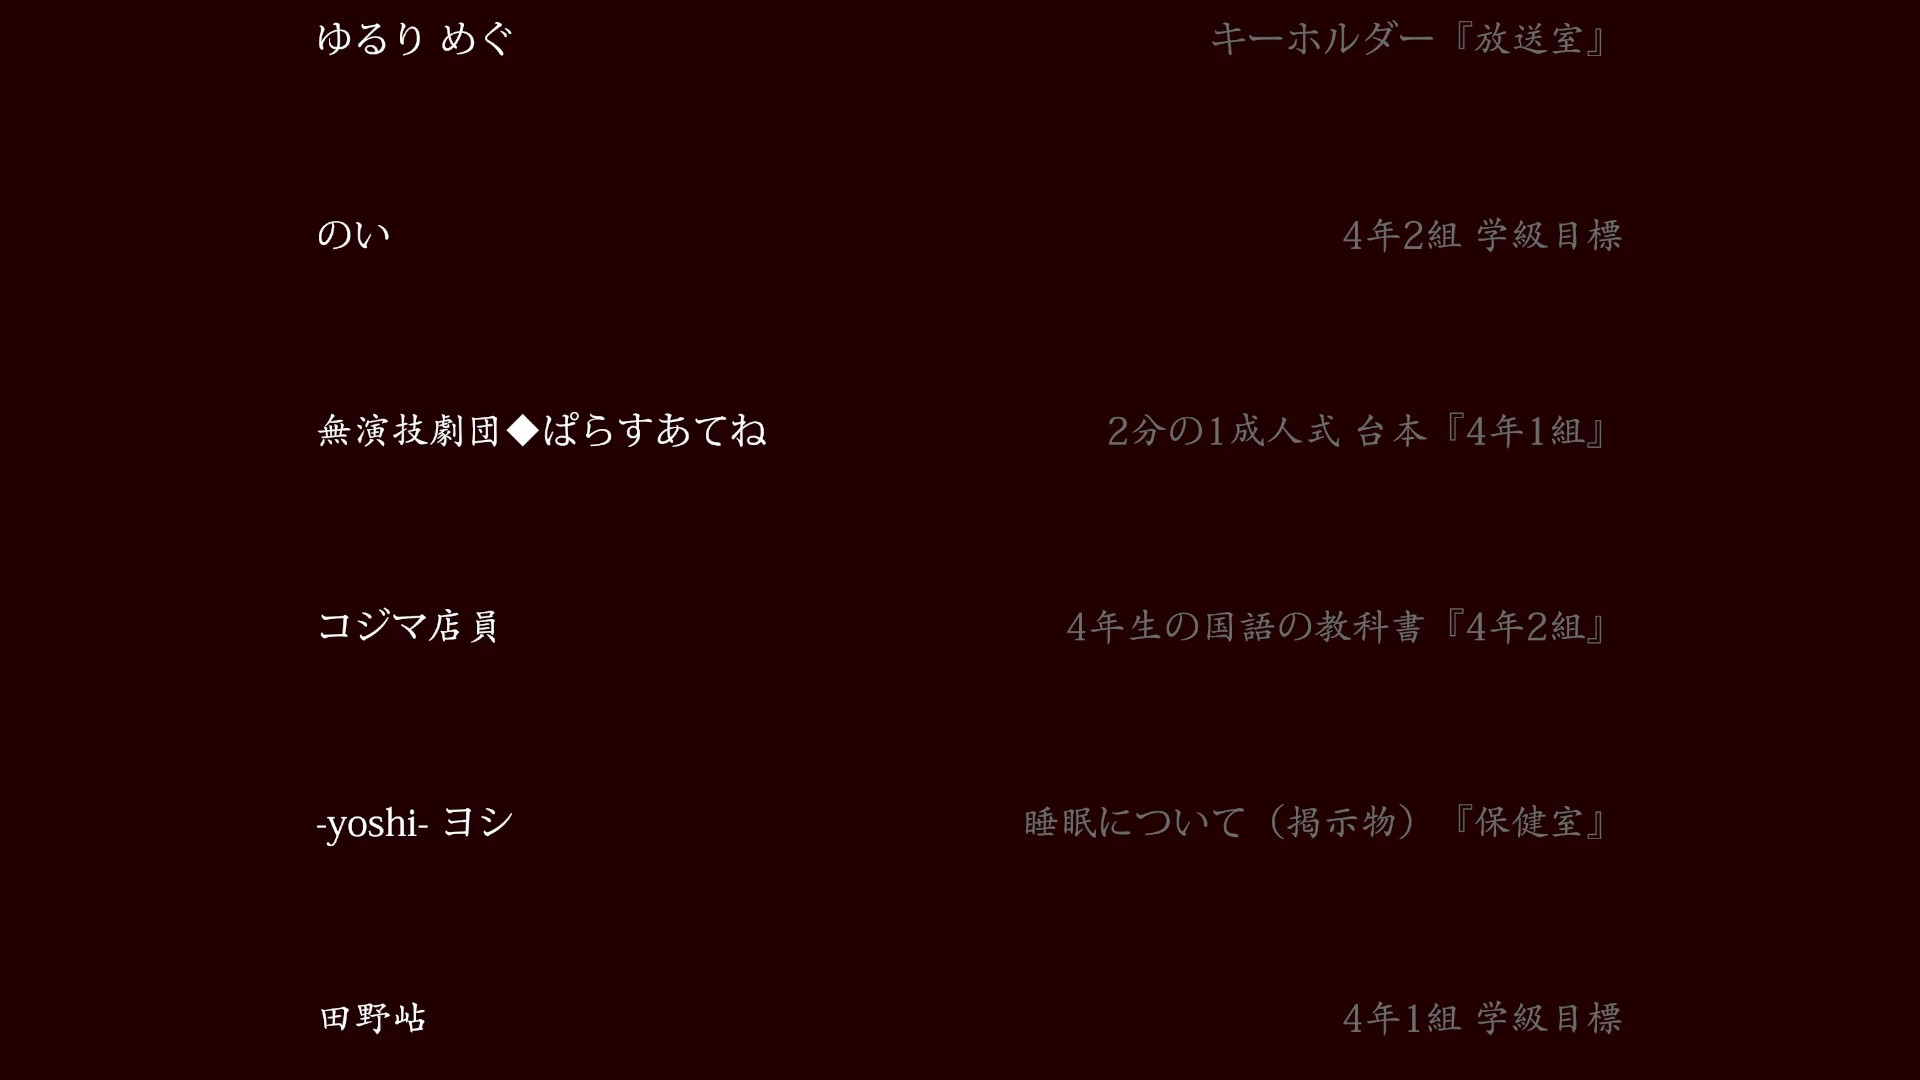 ゆるり めぐ キーホルダー『放送室』
のい 4年2組 学級目標
無演技劇団◆ぱらすあてね 2分の1成人式 台本『4年1組』
コジマ店員 4年生の国語の教科書『4年2組』
-yoshi- ヨシ 睡眠について（掲示物）『保健室』
田野岾 4年1組 学級目標